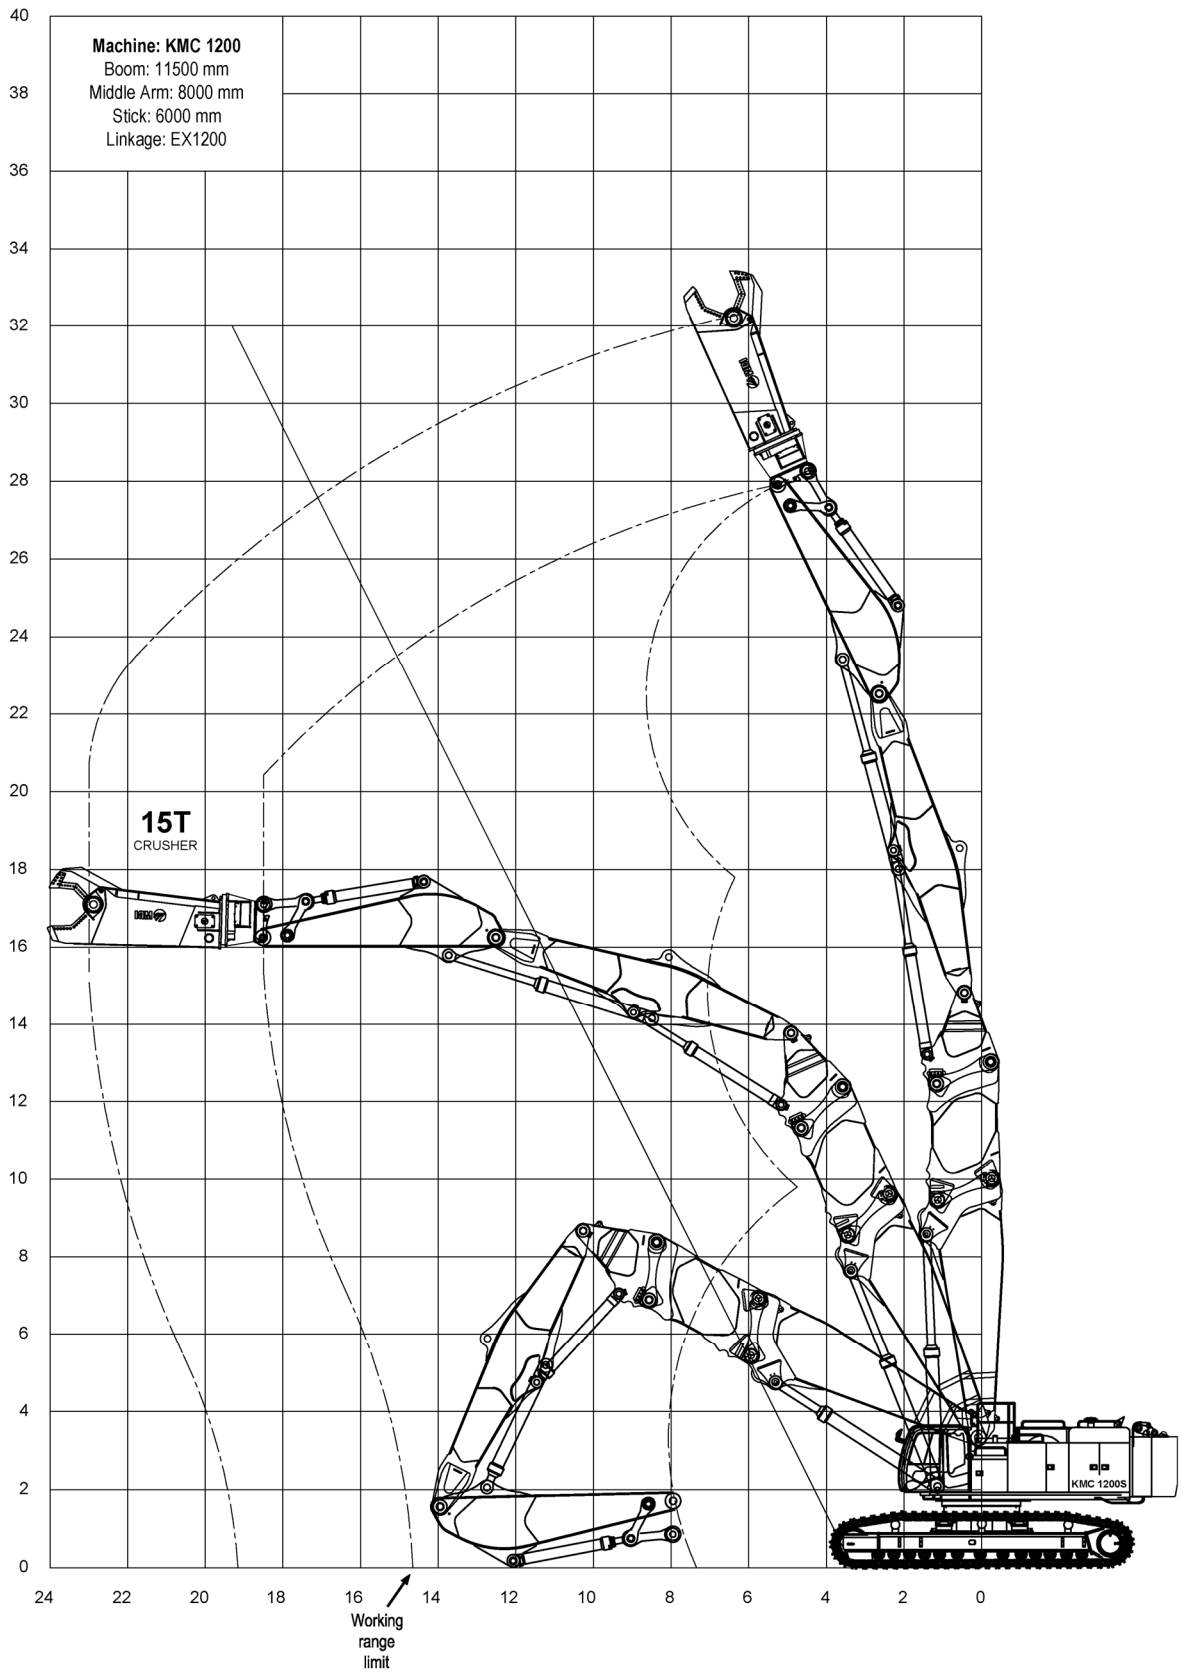 40
Machine: KMC 1200
Boom: 11500 mm
38
Middle Arm: 8000 mm
Stick: 6000 mm
Linkage: EX1200
36
34
32
30
28
26
24
22
20
15T
CRUSHER
18
16
14
12
10
8
6
4
2
KMC 1200S
0
24 22 20 18 16 14 12 10 8 6 4 2 0
Working
range
limit